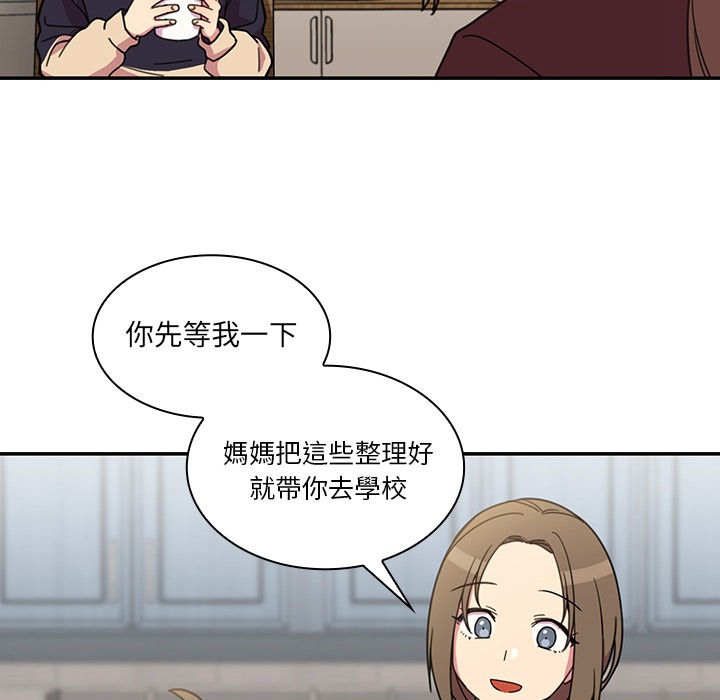 你先等我一下
媽媽把這些整理好
就帶你去學校